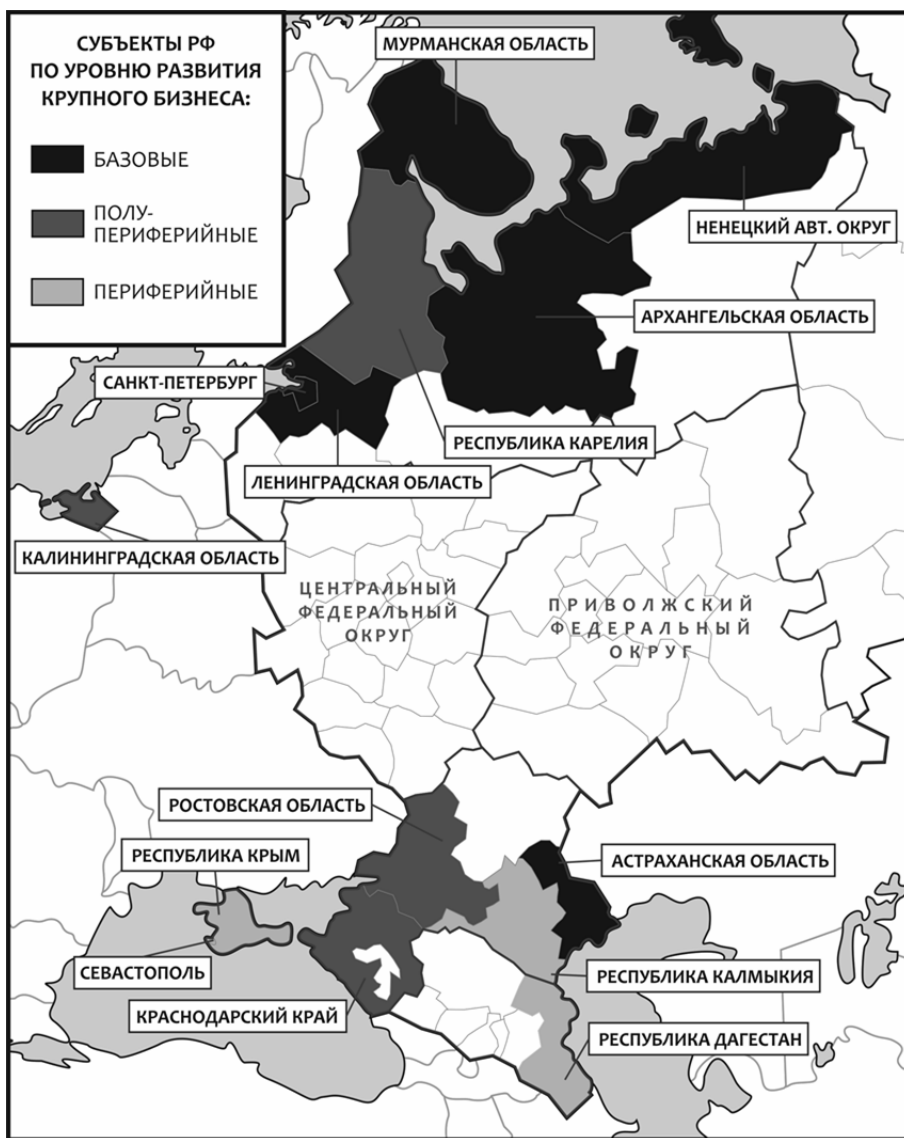 СУБЪЕКТЫ РФ
ПО УРОВНЮ РАЗВИТИЯ
КРУПНОГО БИЗНЕСА:
БАЗОВЫЕ
ПОЛУ-
ПЕРИФЕРИЙНЫЕ
ПЕРИФЕРИЙНЫЕ
МУРМАНСКАЯ ОБЛАСТЬ
НЕНЕЦКИЙ АВТ. ОКРУГ
АРХАНГЕЛЬСКАЯ ОБЛАСТЬ
САНКТ-ПЕТЕРБУРГ
РЕСПУБЛИКА КАРЕЛИЯ
ЛЕНИНГРАДСКАЯ ОБЛАСТЬ
КАЛИНИНГРАДСКАЯ ОБЛАСТЬ
ЦЕНТРАЛЬНЫЙ
ФЕДЕРАЛЬНЫЙ
ОКРУГ
ПРИВОЛЖСКИЙ
ФЕДЕРАЛЬНЫЙ
ОКРУГ
РОСТОВСКАЯ ОБЛАСТЬ
РЕСПУБЛИКА КРЫМ
АСТРАХАНСКАЯ ОБЛАСТЬ
СЕВАСТОПОЛЬ
РЕСПУБЛИКА КАЛМЫКИЯ
КРАСНОДАРСКИЙ КРАЙ
РЕСПУБЛИКА ДАГЕСТАН